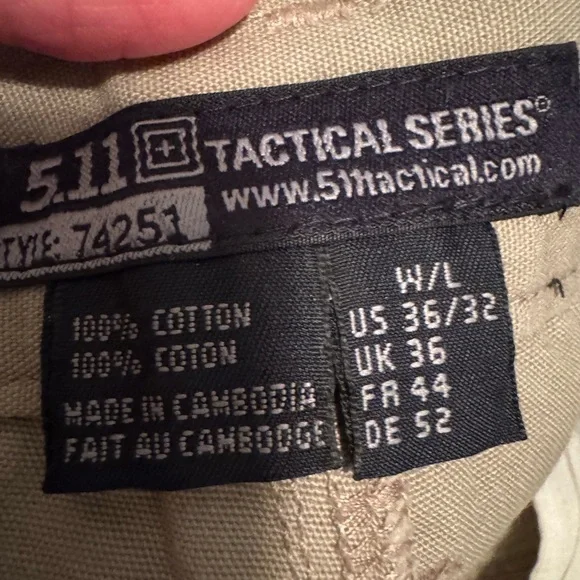 5.11 TACTICAL SERIES®
www.511tactical.com
STYLE: 74251
100% COTTON
100% COTON
MADE IN CAMBODIA
FAIT AU CAMBODGE
W/L
US 36/32
UK 36
FR 44
DE 52